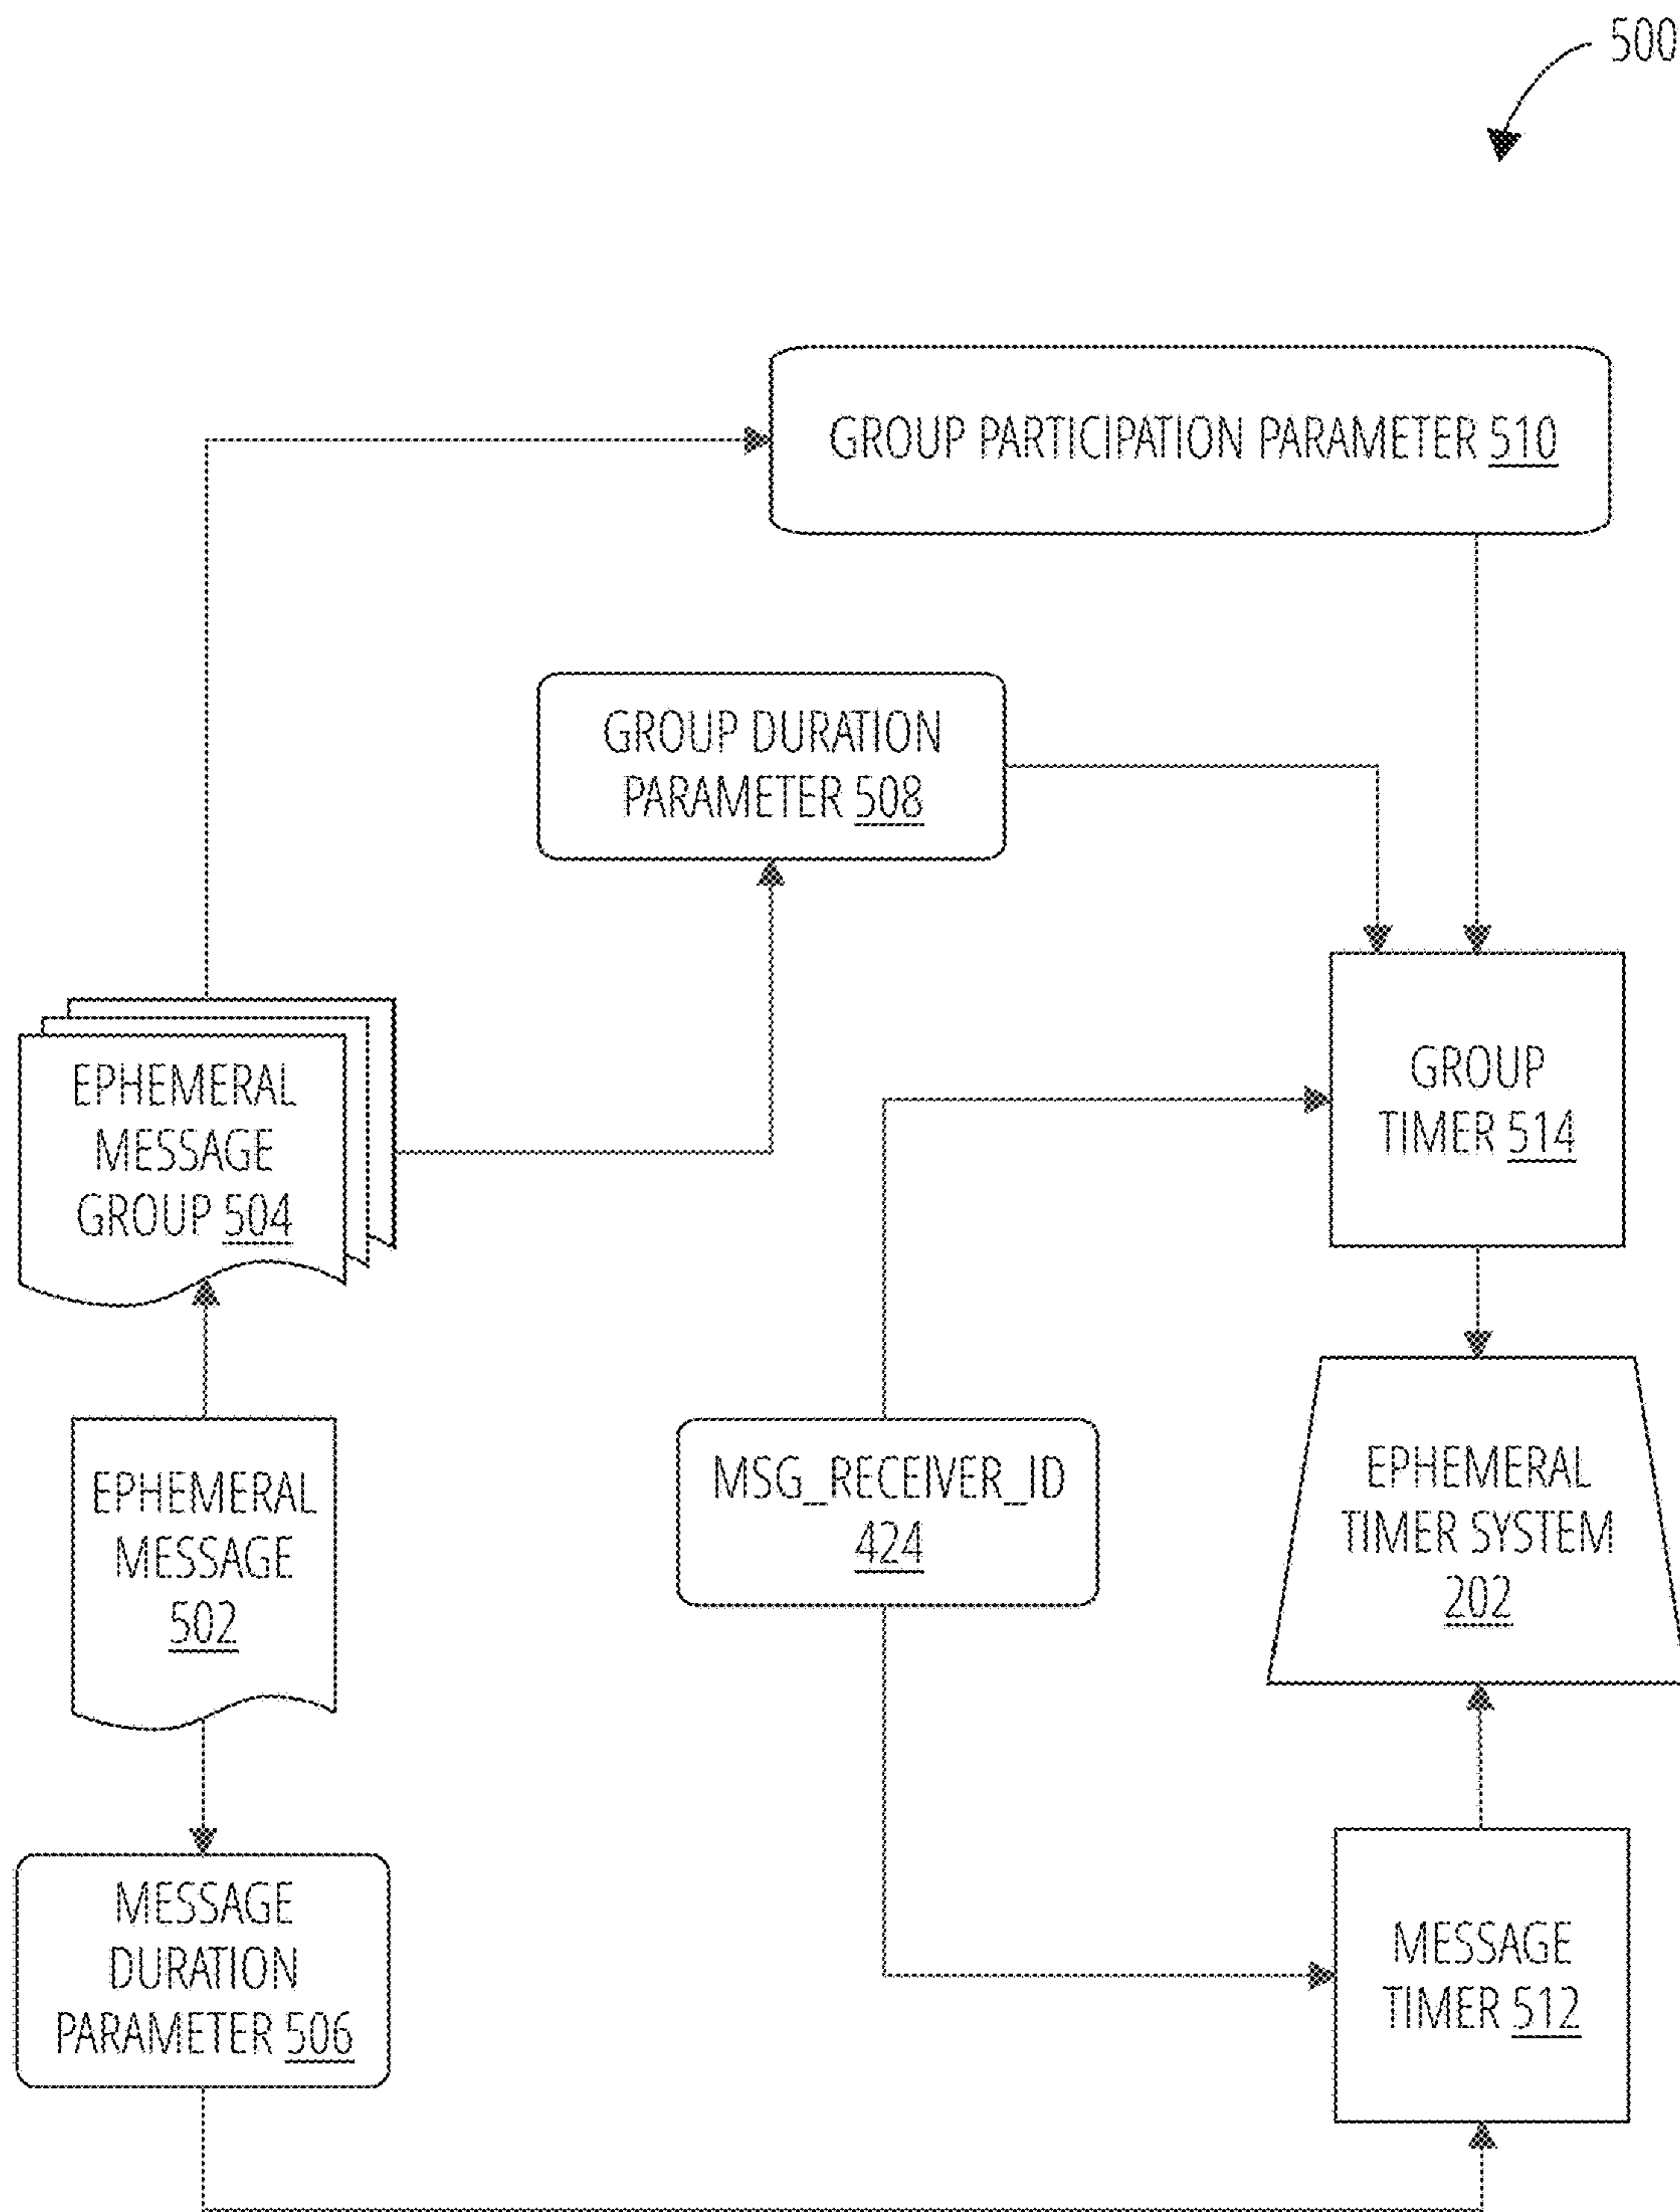 500
GROUP PARTICIPATION PARAMETER 510
GROUP DURATION
PARAMETER 508
EPHEMERAL
MESSAGE
GROUP 504
GROUP
TIMER 514
EPHEMERAL
MESSAGE
502
MSG_RECEIVER_ID
424
EPHEMERAL
TIMER SYSTEM
202
MESSAGE
DURATION
PARAMETER 506
MESSAGE
TIMER 512